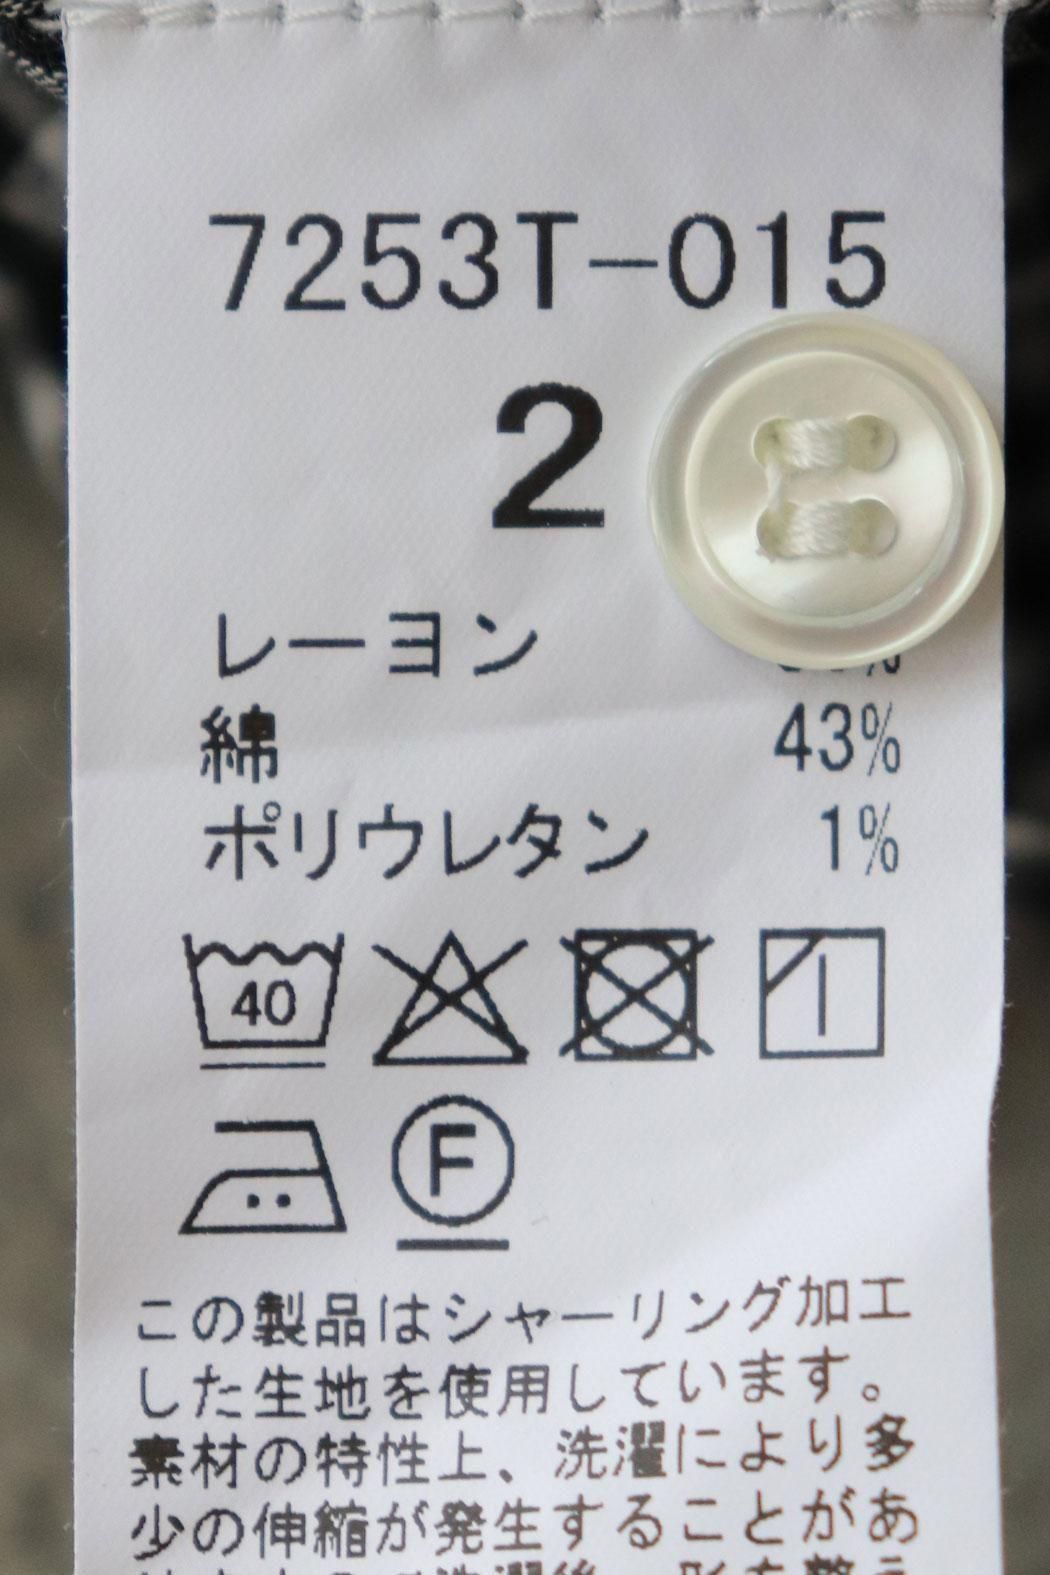 7253T-015
2
レーヨン
綿 43%
ポリウレタン 1%
40
F
この製品はシャーリング加工
した生地を使用しています。
素材の特性上、洗濯により多
少の伸縮が発生することがあ